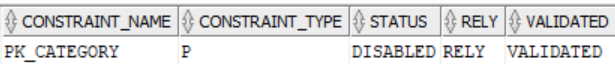 CONSTRAINT_NAME CONSTRAINT_TYPE STATUS RELY VALIDATED
PK_CATEGORY P DISABLED RELY VALIDATED